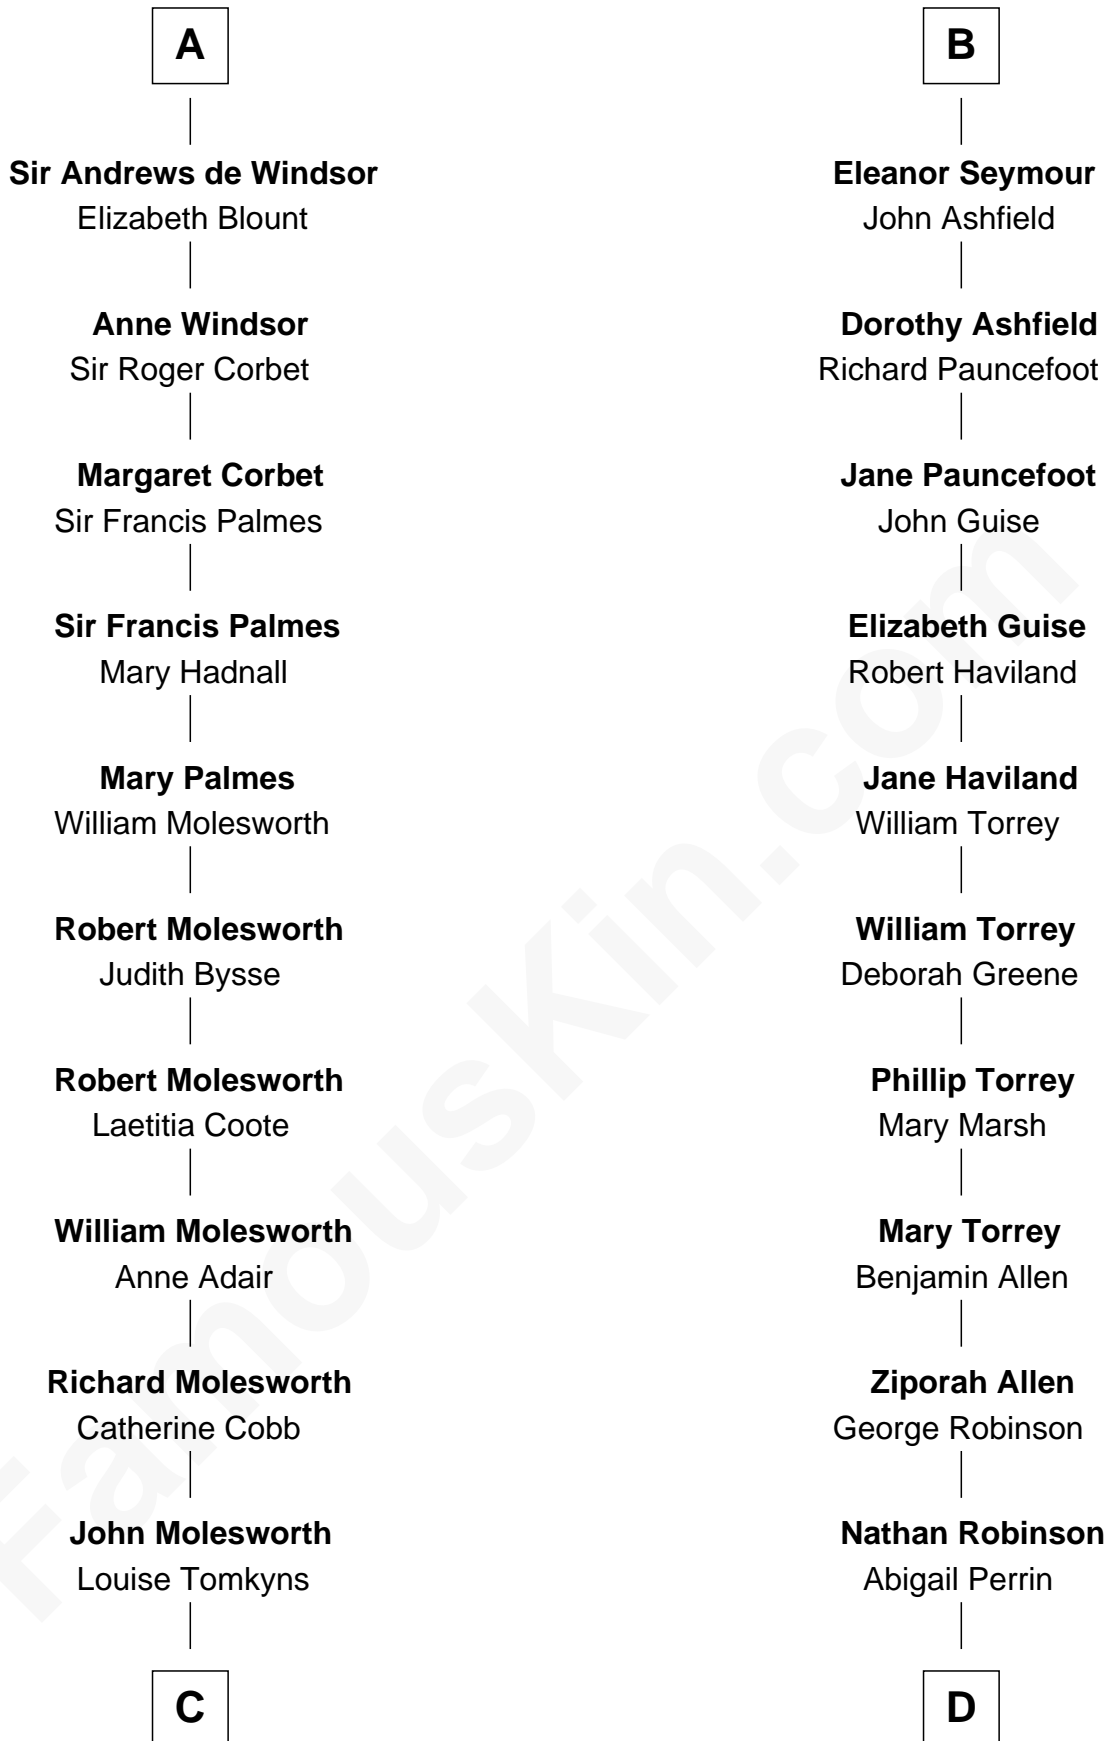 A
Sir Andrews de Windsor
Elizabeth Blount
Anne Windsor
Sir Roger Corbet
Margaret Corbet
Sir Francis Palmes
Sir Francis Palmes
Mary Hadnall
Mary Palmes
William Molesworth
Robert Molesworth
Judith Bysse
Robert Molesworth
Laetitia Coote
William Molesworth
Anne Adair
Richard Molesworth
Catherine Cobb
John Molesworth
Louise Tomkyns
C
B
Eleanor Seymour
John Ashfield
Dorothy Ashfield
Richard Pauncefoot
Jane Pauncefoot
John Guise
Elizabeth Guise
Robert Haviland
Jane Haviland
William Torrey
William Torrey
Deborah Greene
Phillip Torrey
Mary Marsh
Mary Torrey
Benjamin Allen
Ziporah Allen
George Robinson
Nathan Robinson
Abigail Perrin
D
FamousKin.com